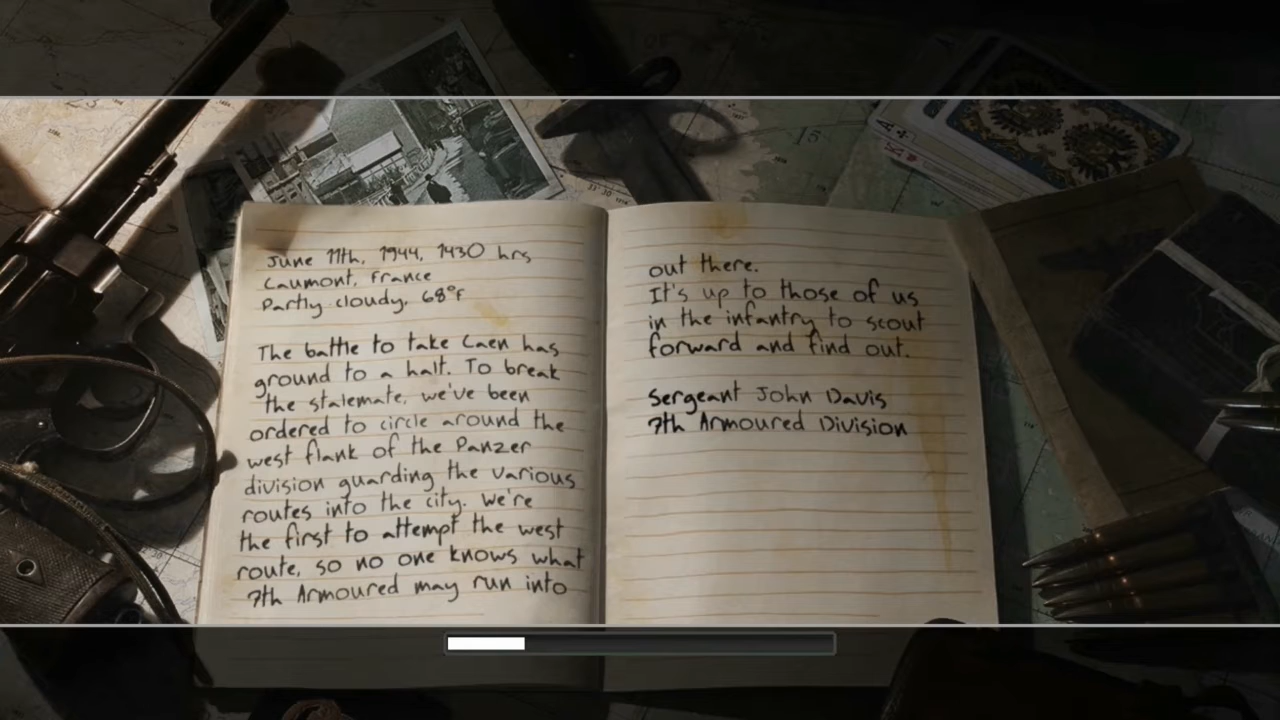 June 11th, 1944, 1430 hrs
Caumont, France
Partly cloudy, 68°F
The battle to take Caen has
ground to a halt. To break
the stalemate, we've been
ordered to circle around the
west flank of the Panzer
division guarding the various
routes into the city. We're
the first to attempt the west
route, so no one knows what
7th Armoured may run into
out there.
It's up to those of us
in the infantry to scout
forward and find out.
Sergeant John Davis
7th Armoured Division